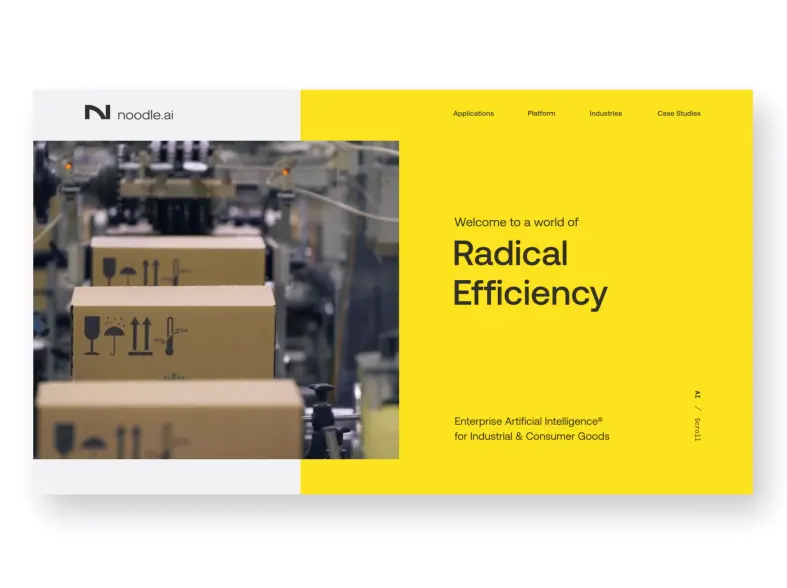 noodle.ai
Applications
Platform
Industries
Case Studies
Welcome to a world of
Radical
Efficiency
Enterprise Artificial Intelligence®
for Industrial & Consumer Goods
AI / Scroll